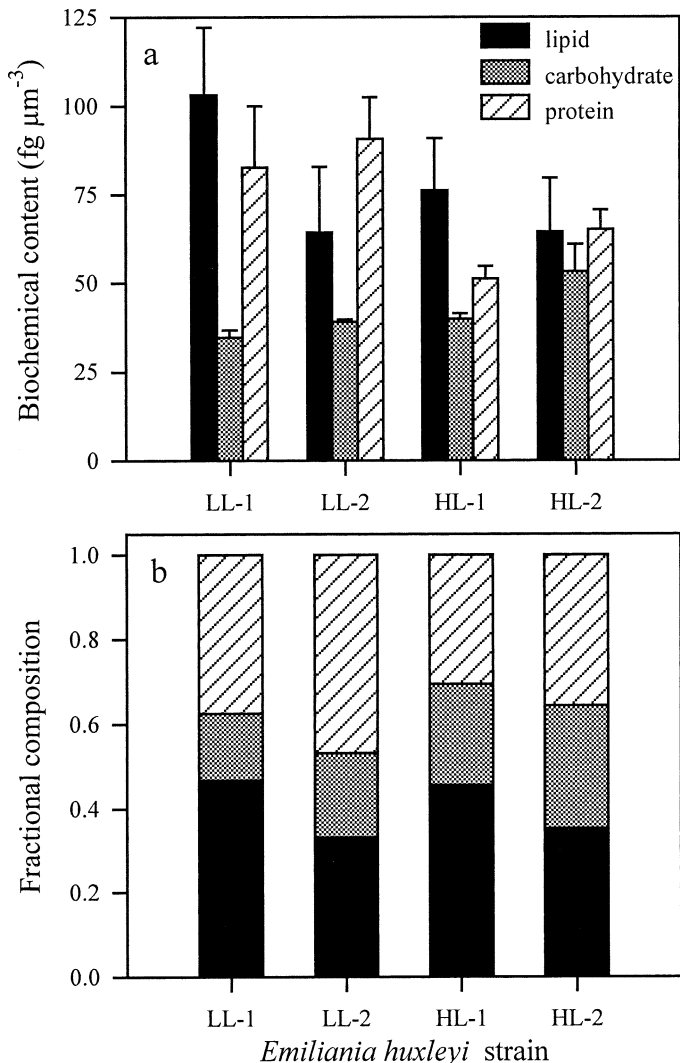 a
lipid
carbohydrate
protein
Biochemical content (fg μm⁻³)
125
100
75
50
25
0
LL-1 LL-2 HL-1 HL-2
b
Fractional composition
1.0
0.8
0.6
0.4
0.2
0.0
LL-1 LL-2 HL-1 HL-2
Emiliania huxleyi strain